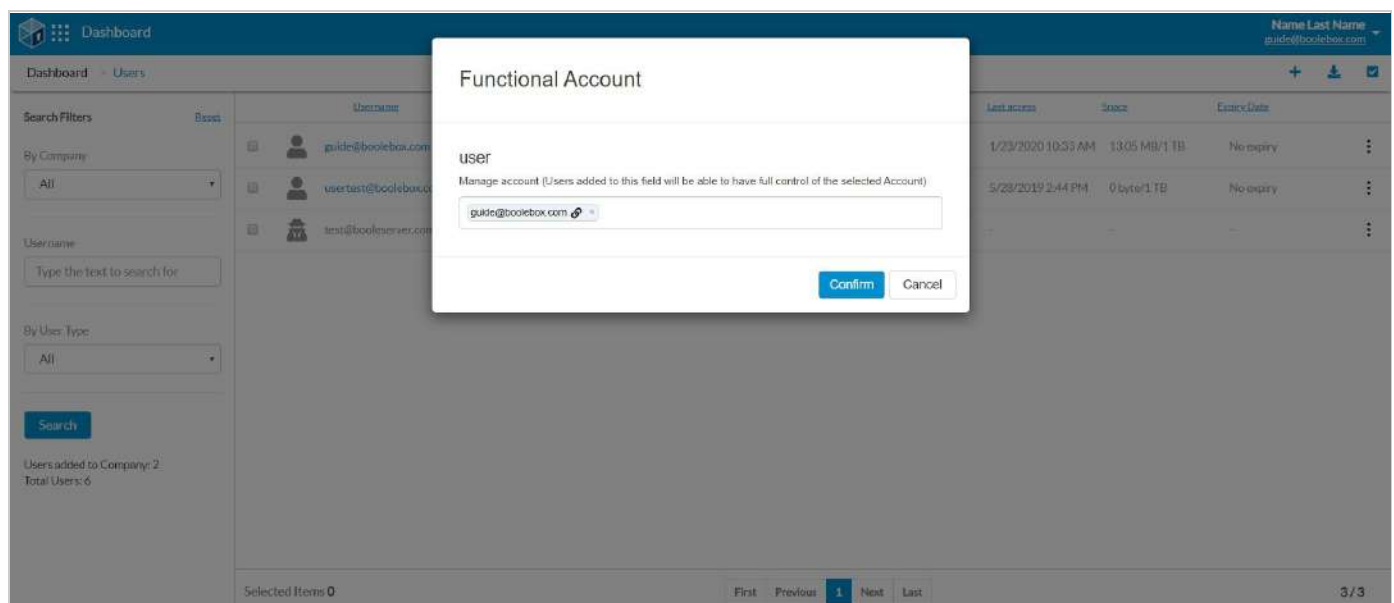 Dashboard
Name Last Name
guide@boolebox.com
Dashboard Users
Functional Account
Search Filters
Reset
Username
Last access
Space
Expiry Date
By Company
All
guide@boolebox.com
1/23/2020 10:33 AM
13.05 MB/1 TB
No expiry
user
Manage account (Users added to this field will be able to have full control of the selected Account)
usertest@boolebox.co
5/28/2019 2:44 PM
0 byte/1 TB
No expiry
guide@boolebox.com ×
test@booleserver.com
--
--
--
Username
Type the text to search for
Confirm
Cancel
By User Type
All
Search
Users added to Company: 2
Total Users: 6
Selected Items 0
First Previous 1 Next Last
3 / 3